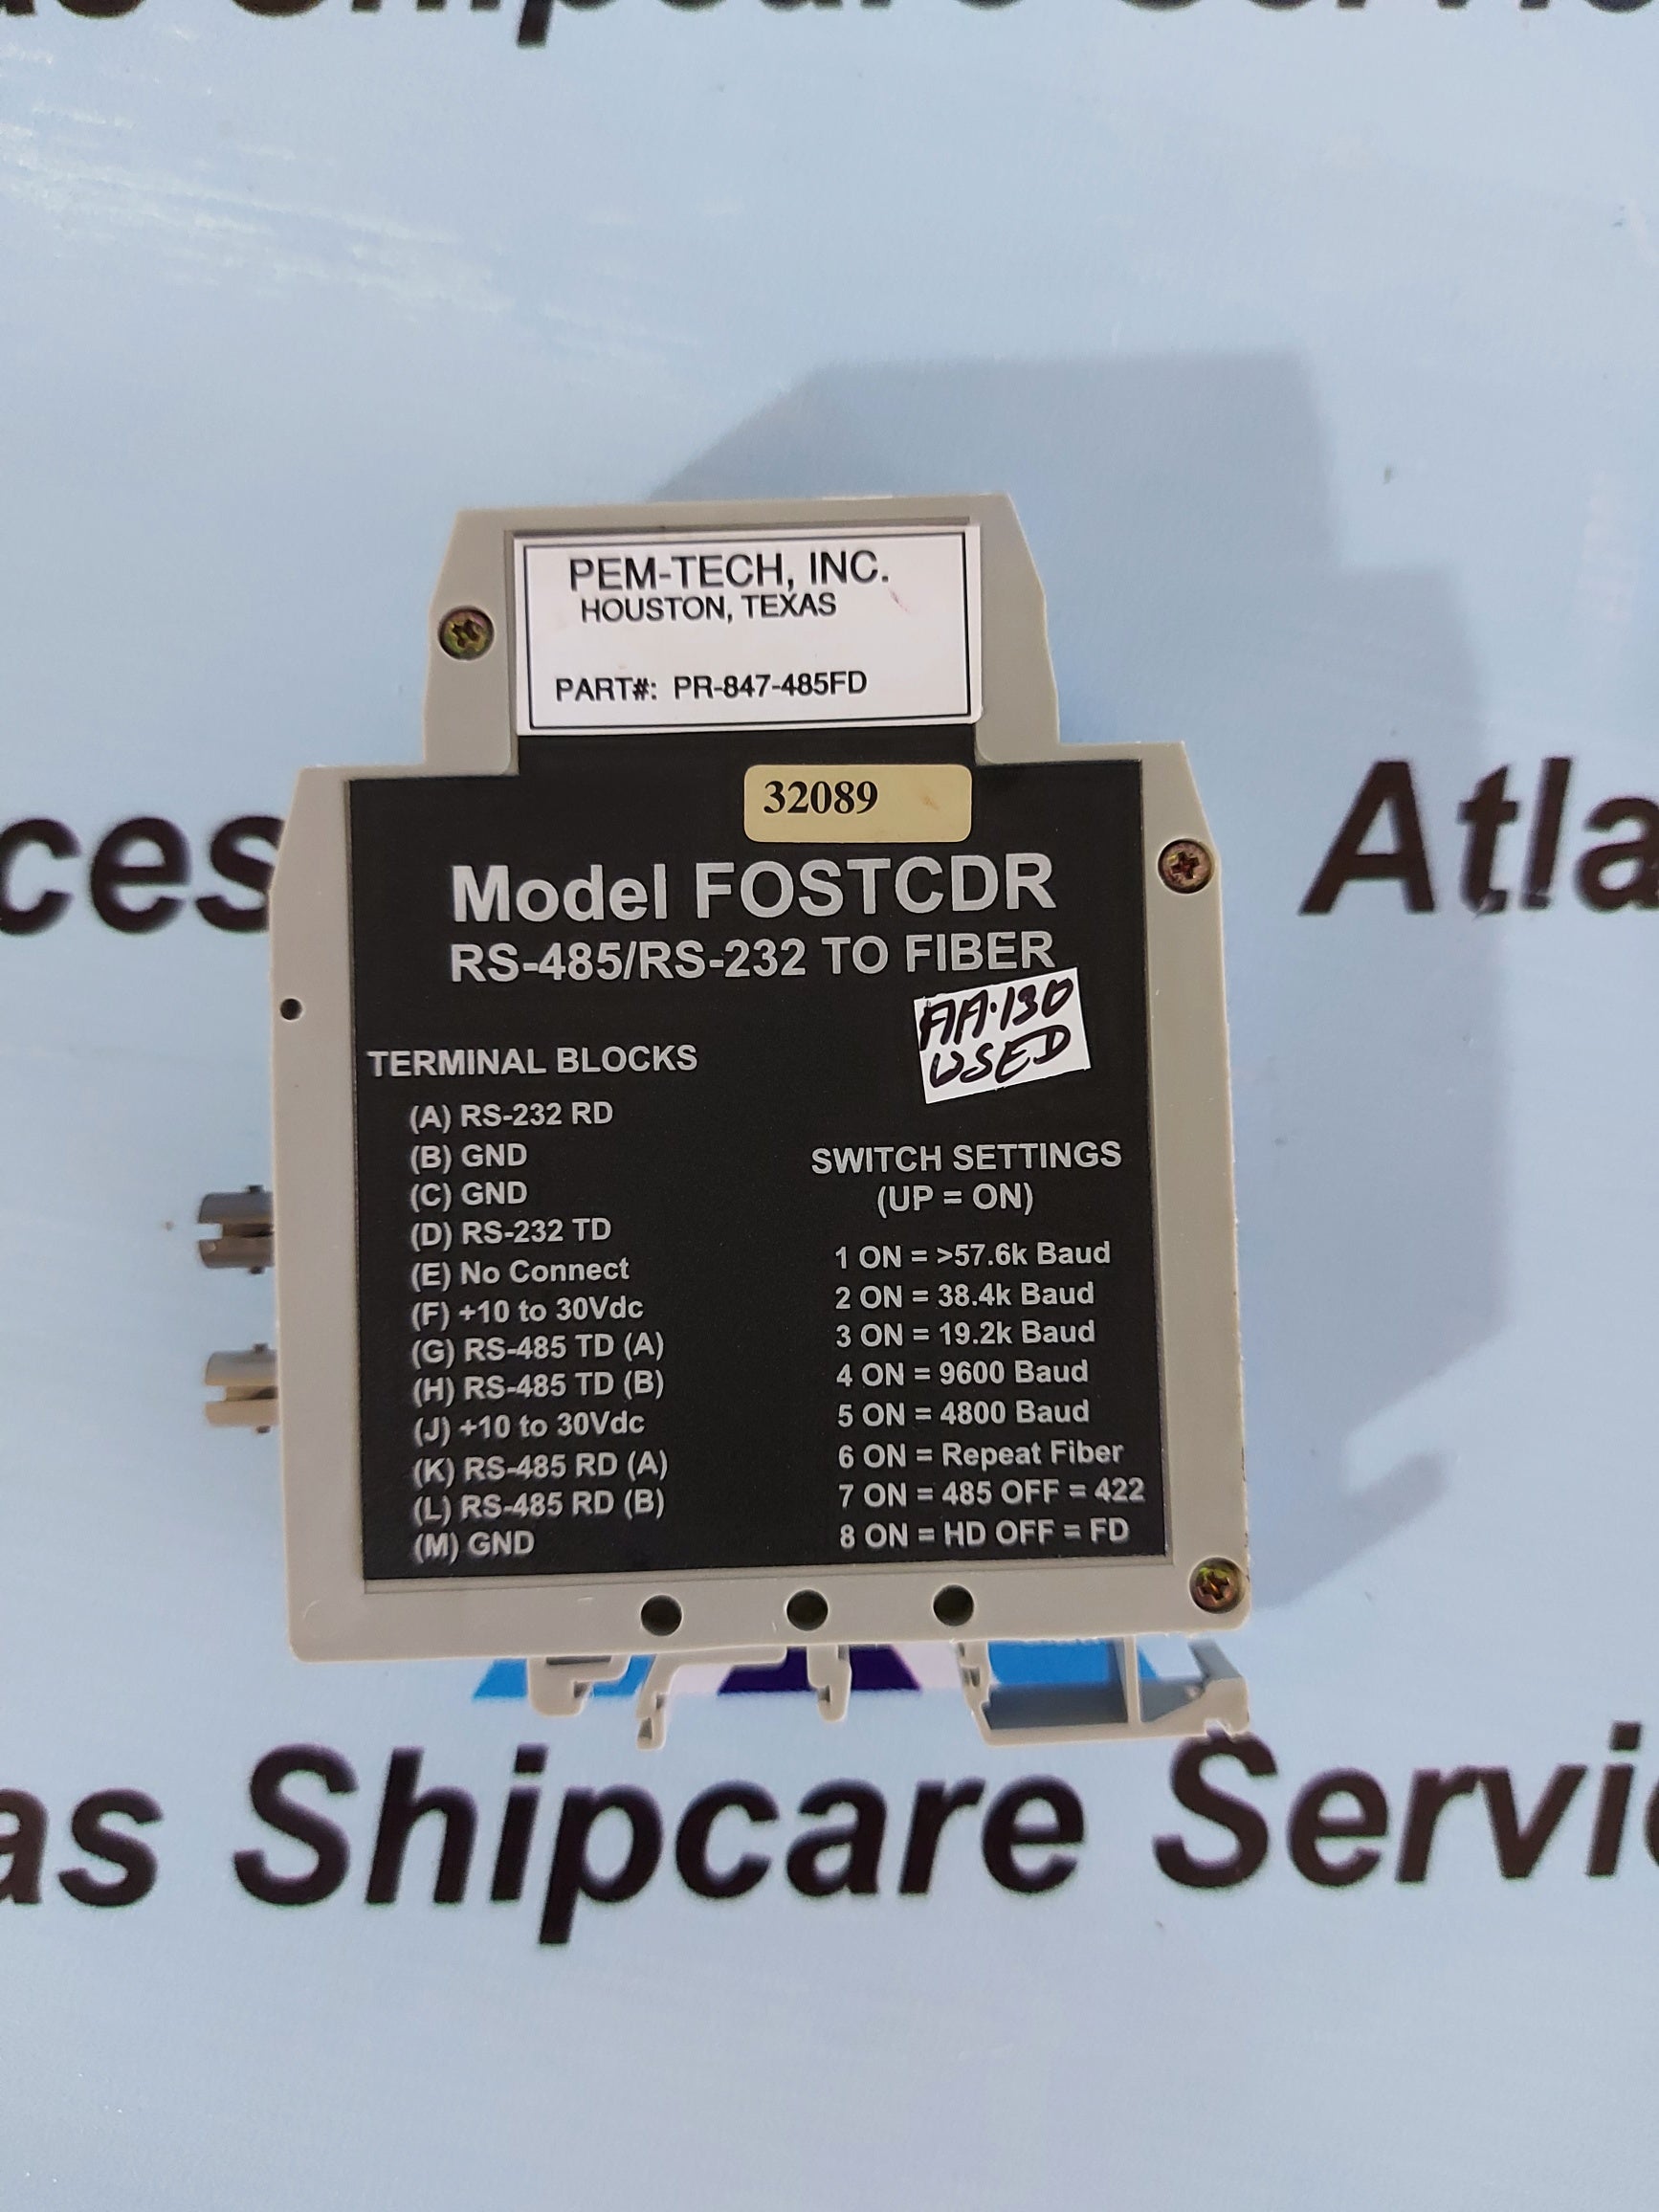 as Shipcare Servic
PEM-TECH, INC.
HOUSTON, TEXAS
PART#: PR-847-485FD
32089
ces
Atla
Model FOSTCDR
RS-485/RS-232 TO FIBER
AA-130
USED
TERMINAL BLOCKS
(A) RS-232 RD
(B) GND
(C) GND
(D) RS-232 TD
(E) No Connect
(F) +10 to 30Vdc
(G) RS-485 TD (A)
(H) RS-485 TD (B)
(J) +10 to 30Vdc
(K) RS-485 RD (A)
(L) RS-485 RD (B)
(M) GND
SWITCH SETTINGS
(UP = ON)
1 ON = >57.6k Baud
2 ON = 38.4k Baud
3 ON = 19.2k Baud
4 ON = 9600 Baud
5 ON = 4800 Baud
6 ON = Repeat Fiber
7 ON = 485 OFF = 422
8 ON = HD OFF = FD
as Shipcare Servi